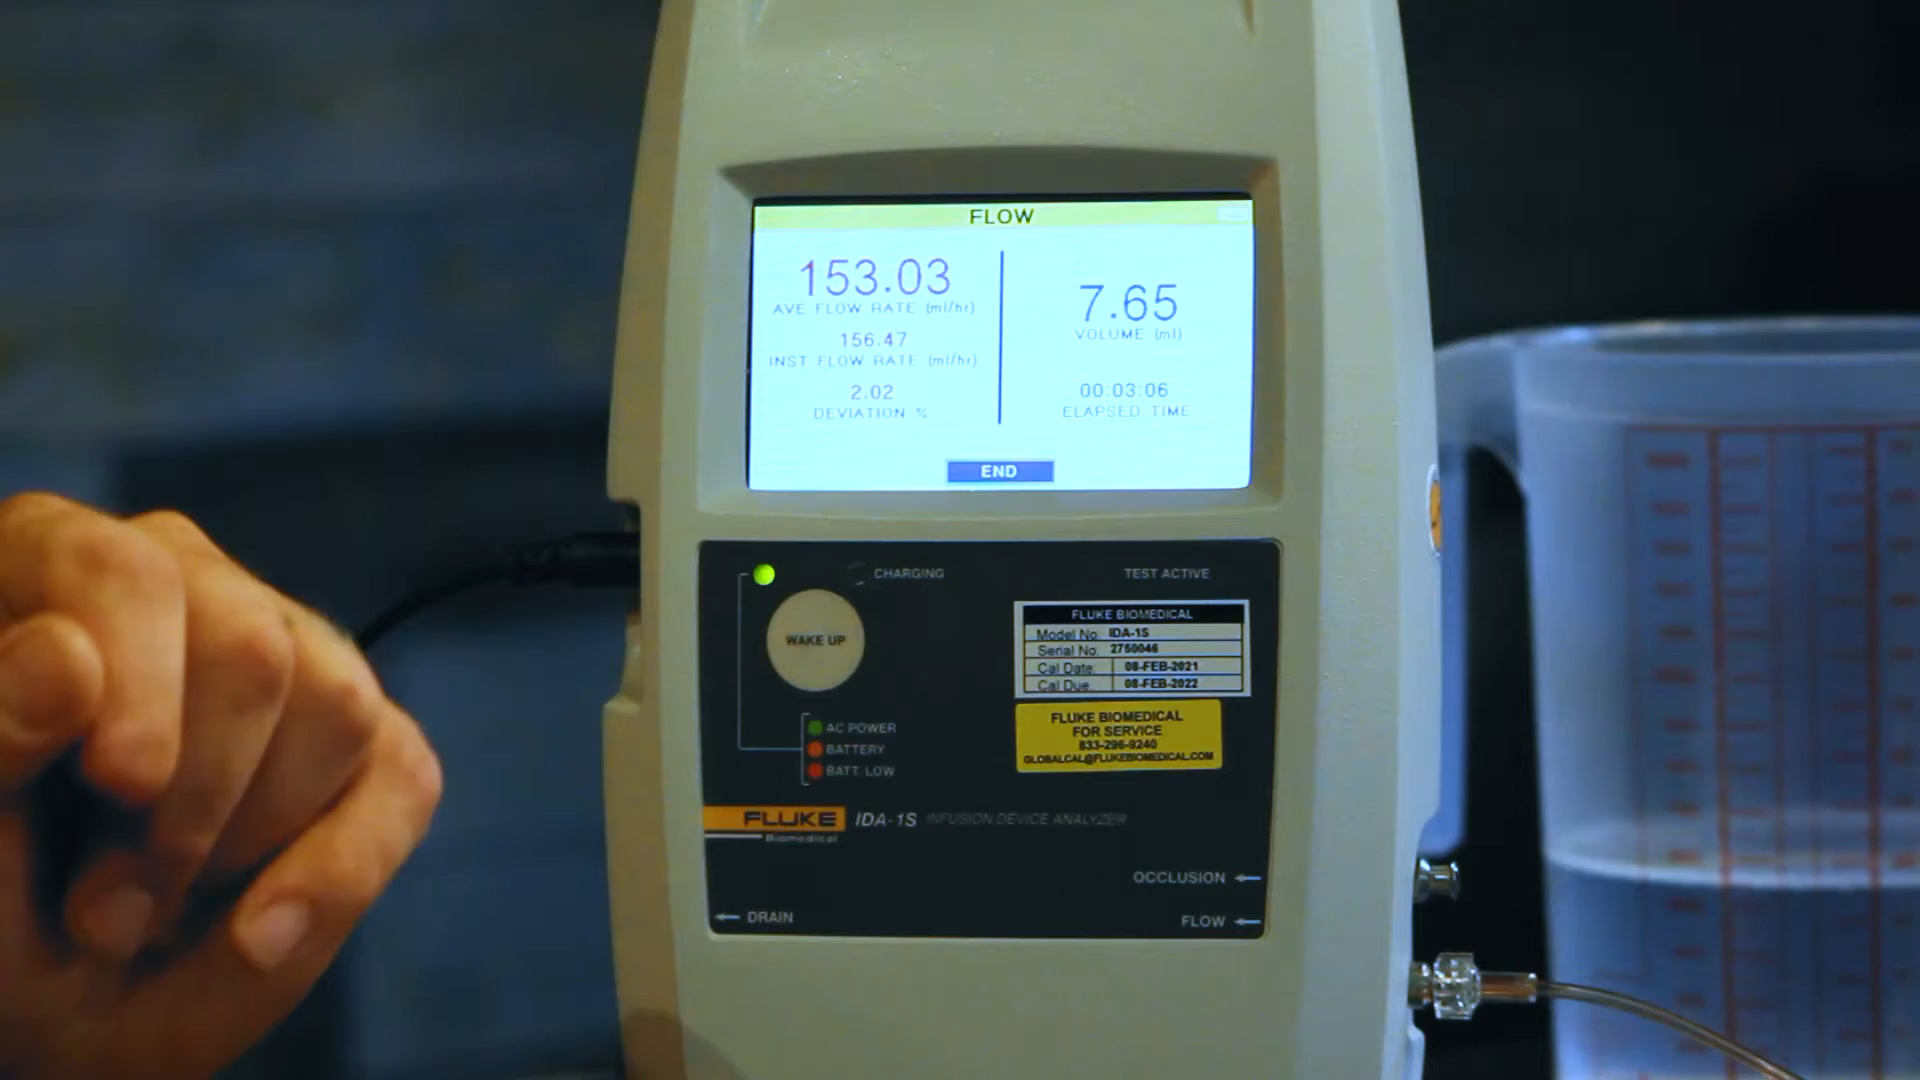 FLOW
153.03
AVE FLOW RATE (ml/hr)
156.47
INST FLOW RATE (ml/hr)
2.02
DEVIATION %
7.65
VOLUME (ml)
00:03:06
ELAPSED TIME
END
CHARGING
TEST ACTIVE
WAKE UP
AC POWER
BATTERY
BATT. LOW
FLUKE BIOMEDICAL
Model No: IDA-1S
Serial No: 2750046
Cal Date: 08-FEB-2021
Cal Due: 08-FEB-2022
FLUKE BIOMEDICAL
FOR SERVICE
833-296-9240
GLOBALCAL@FLUKEBIOMEDICAL.COM
FLUKE IDA-1S INFUSION DEVICE ANALYZER
Biomedical
OCCLUSION
DRAIN
FLOW